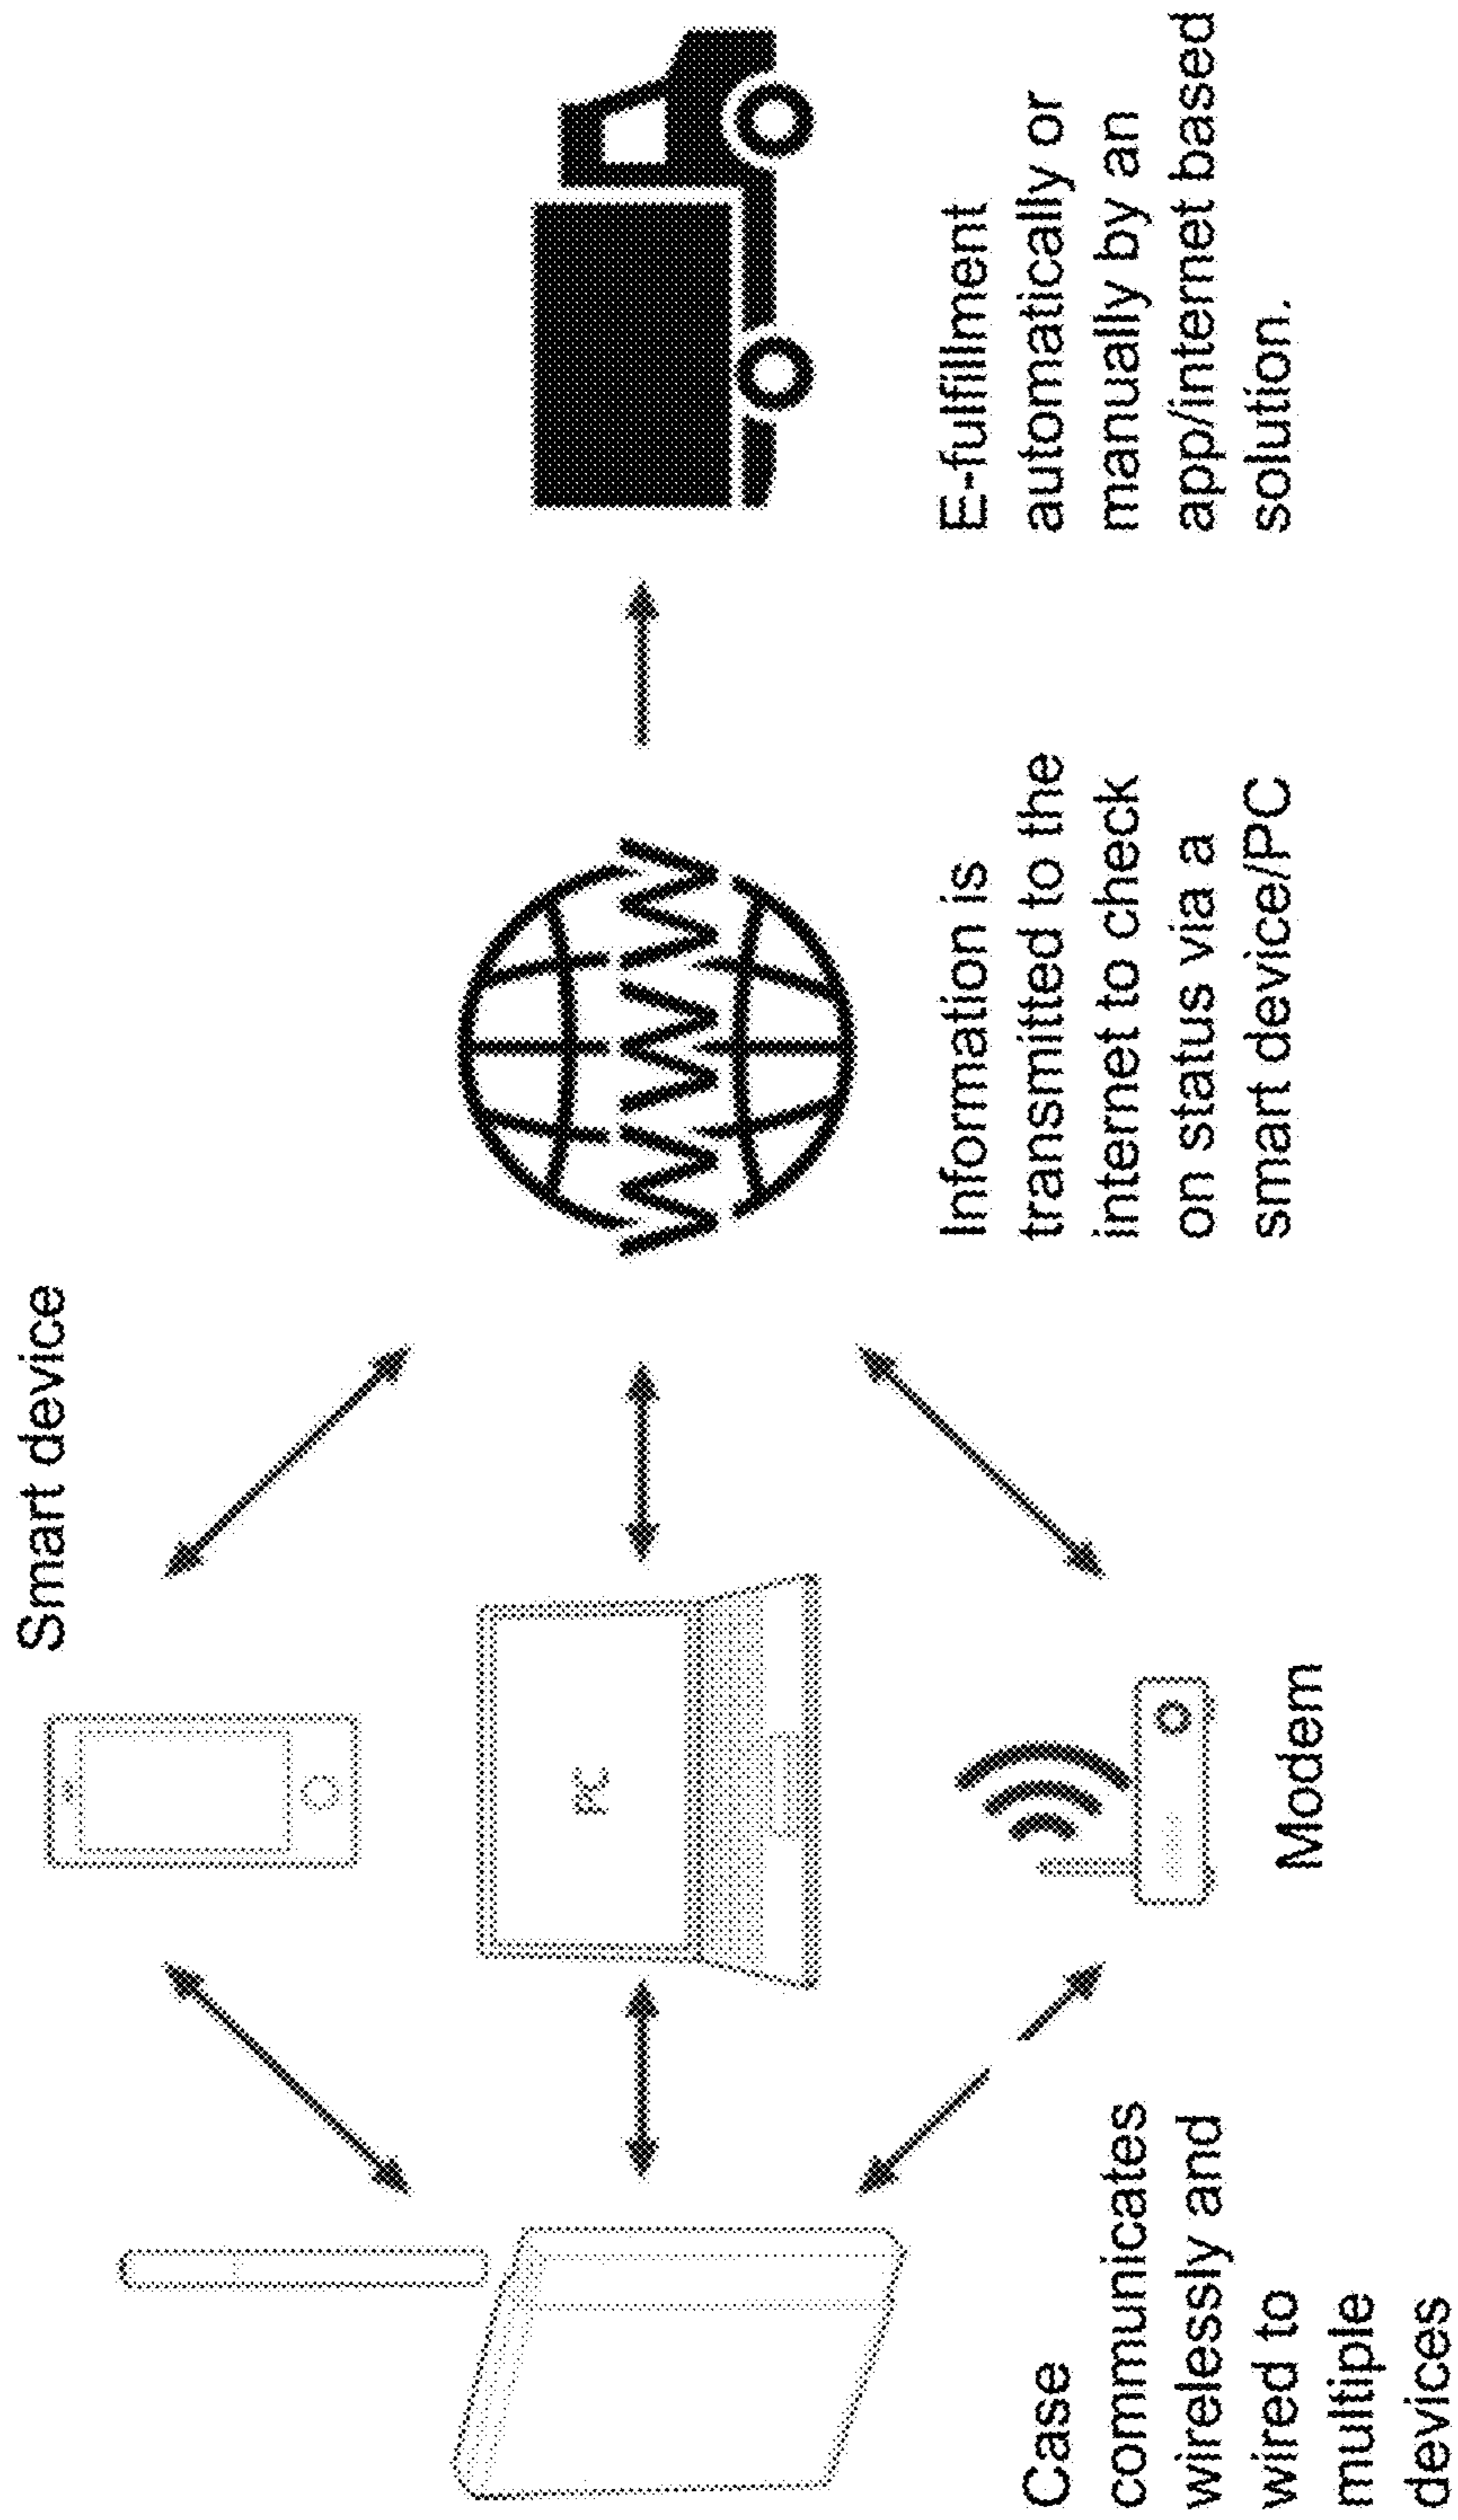 Smart device
PC
Modem
Case
communicates
wirelessly and
wired to
multiple
devices
WWW
Information is
transmitted to the
internet to check
on status via a
smart device/PC
E-fulfillment
automatically or
manually by an
app/internet based
solution.